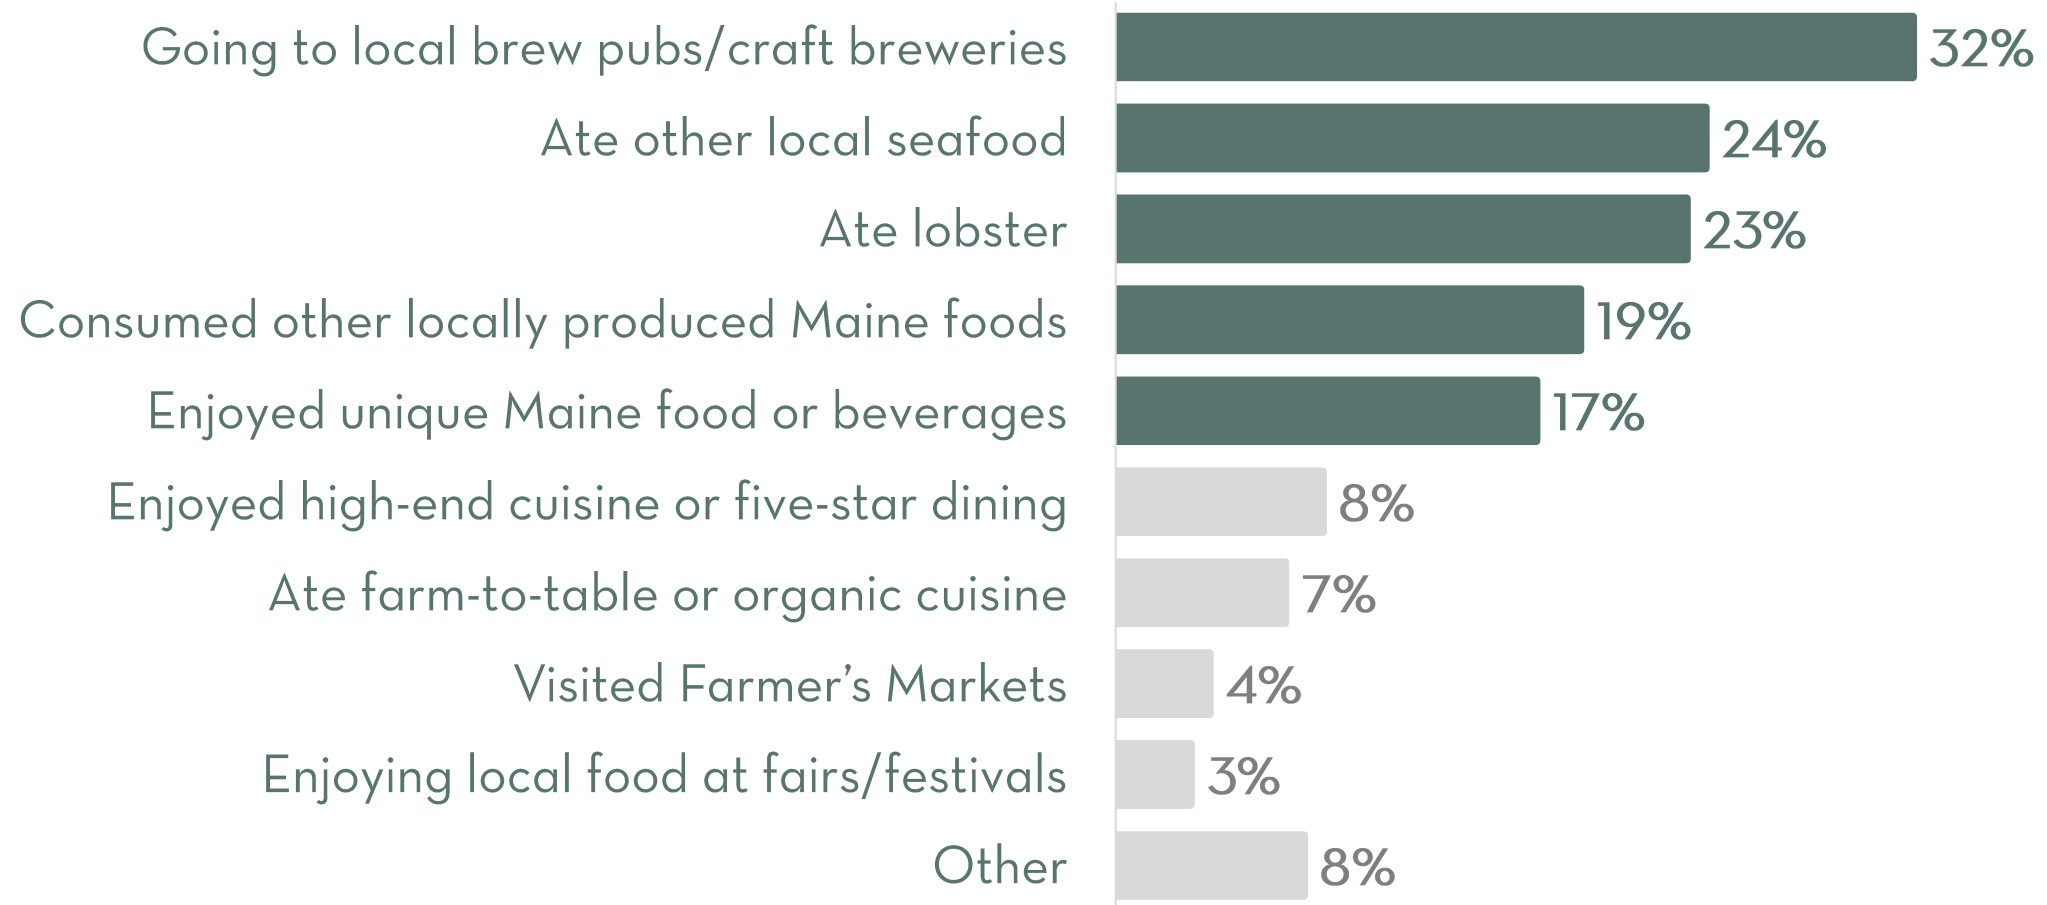 Going to local brew pubs/craft breweries 32%
Ate other local seafood 24%
Ate lobster 23%
Consumed other locally produced Maine foods 19%
Enjoyed unique Maine food or beverages 17%
Enjoyed high-end cuisine or five-star dining 8%
Ate farm-to-table or organic cuisine 7%
Visited Farmer’s Markets 4%
Enjoying local food at fairs/festivals 3%
Other 8%